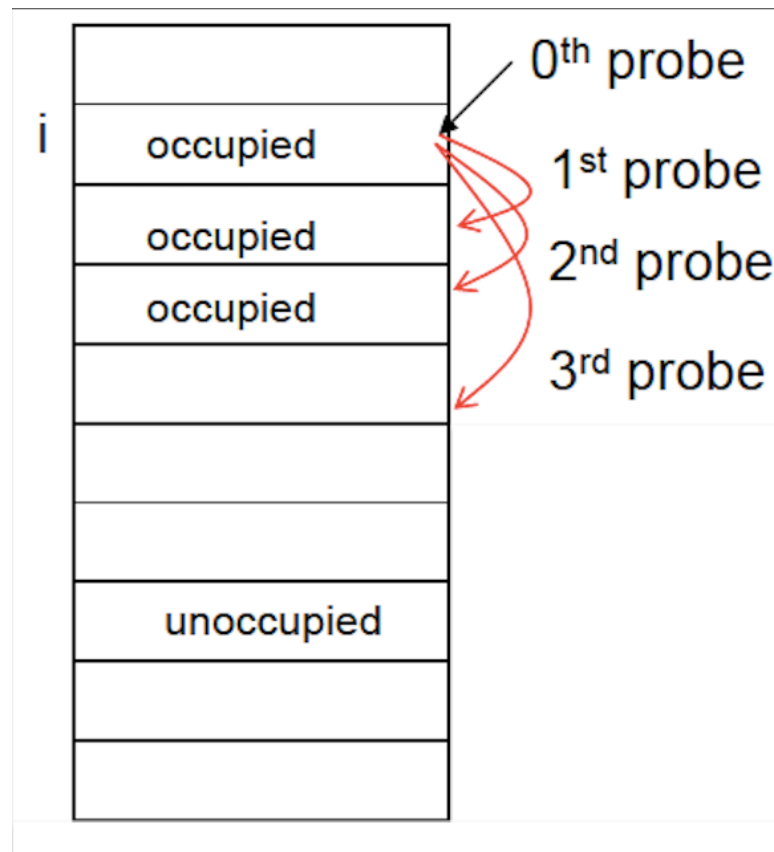 0th probe
i
occupied
1st probe
occupied
2nd probe
occupied
3rd probe
unoccupied